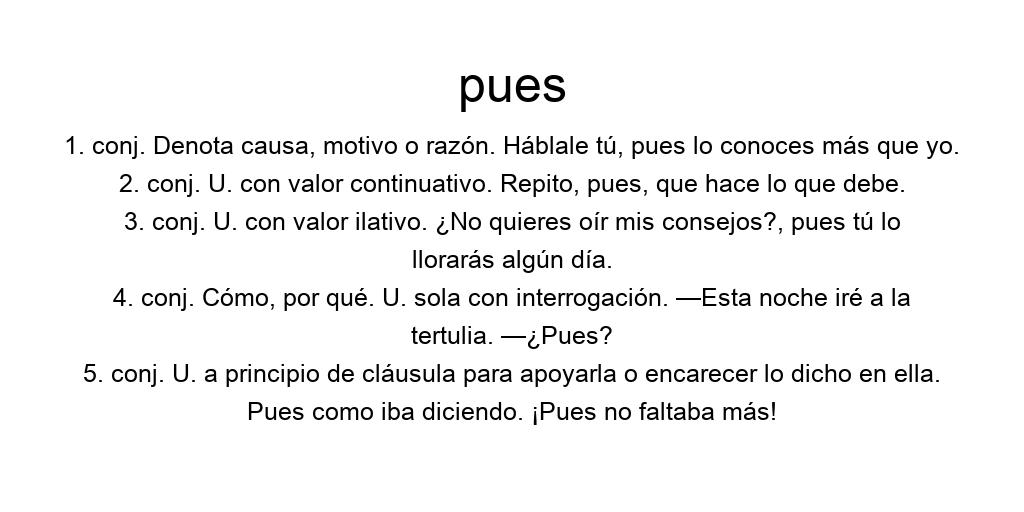 pues
1. conj. Denota causa, motivo o razón. Háblale tú, pues lo conoces más que yo.
2. conj. U. con valor continuativo. Repito, pues, que hace lo que debe.
3. conj. U. con valor ilativo. ¿No quieres oír mis consejos?, pues tú lo
llorarás algún día.
4. conj. Cómo, por qué. U. sola con interrogación. —Esta noche iré a la
tertulia. —¿Pues?
5. conj. U. a principio de cláusula para apoyarla o encarecer lo dicho en ella.
Pues como iba diciendo. ¡Pues no faltaba más!